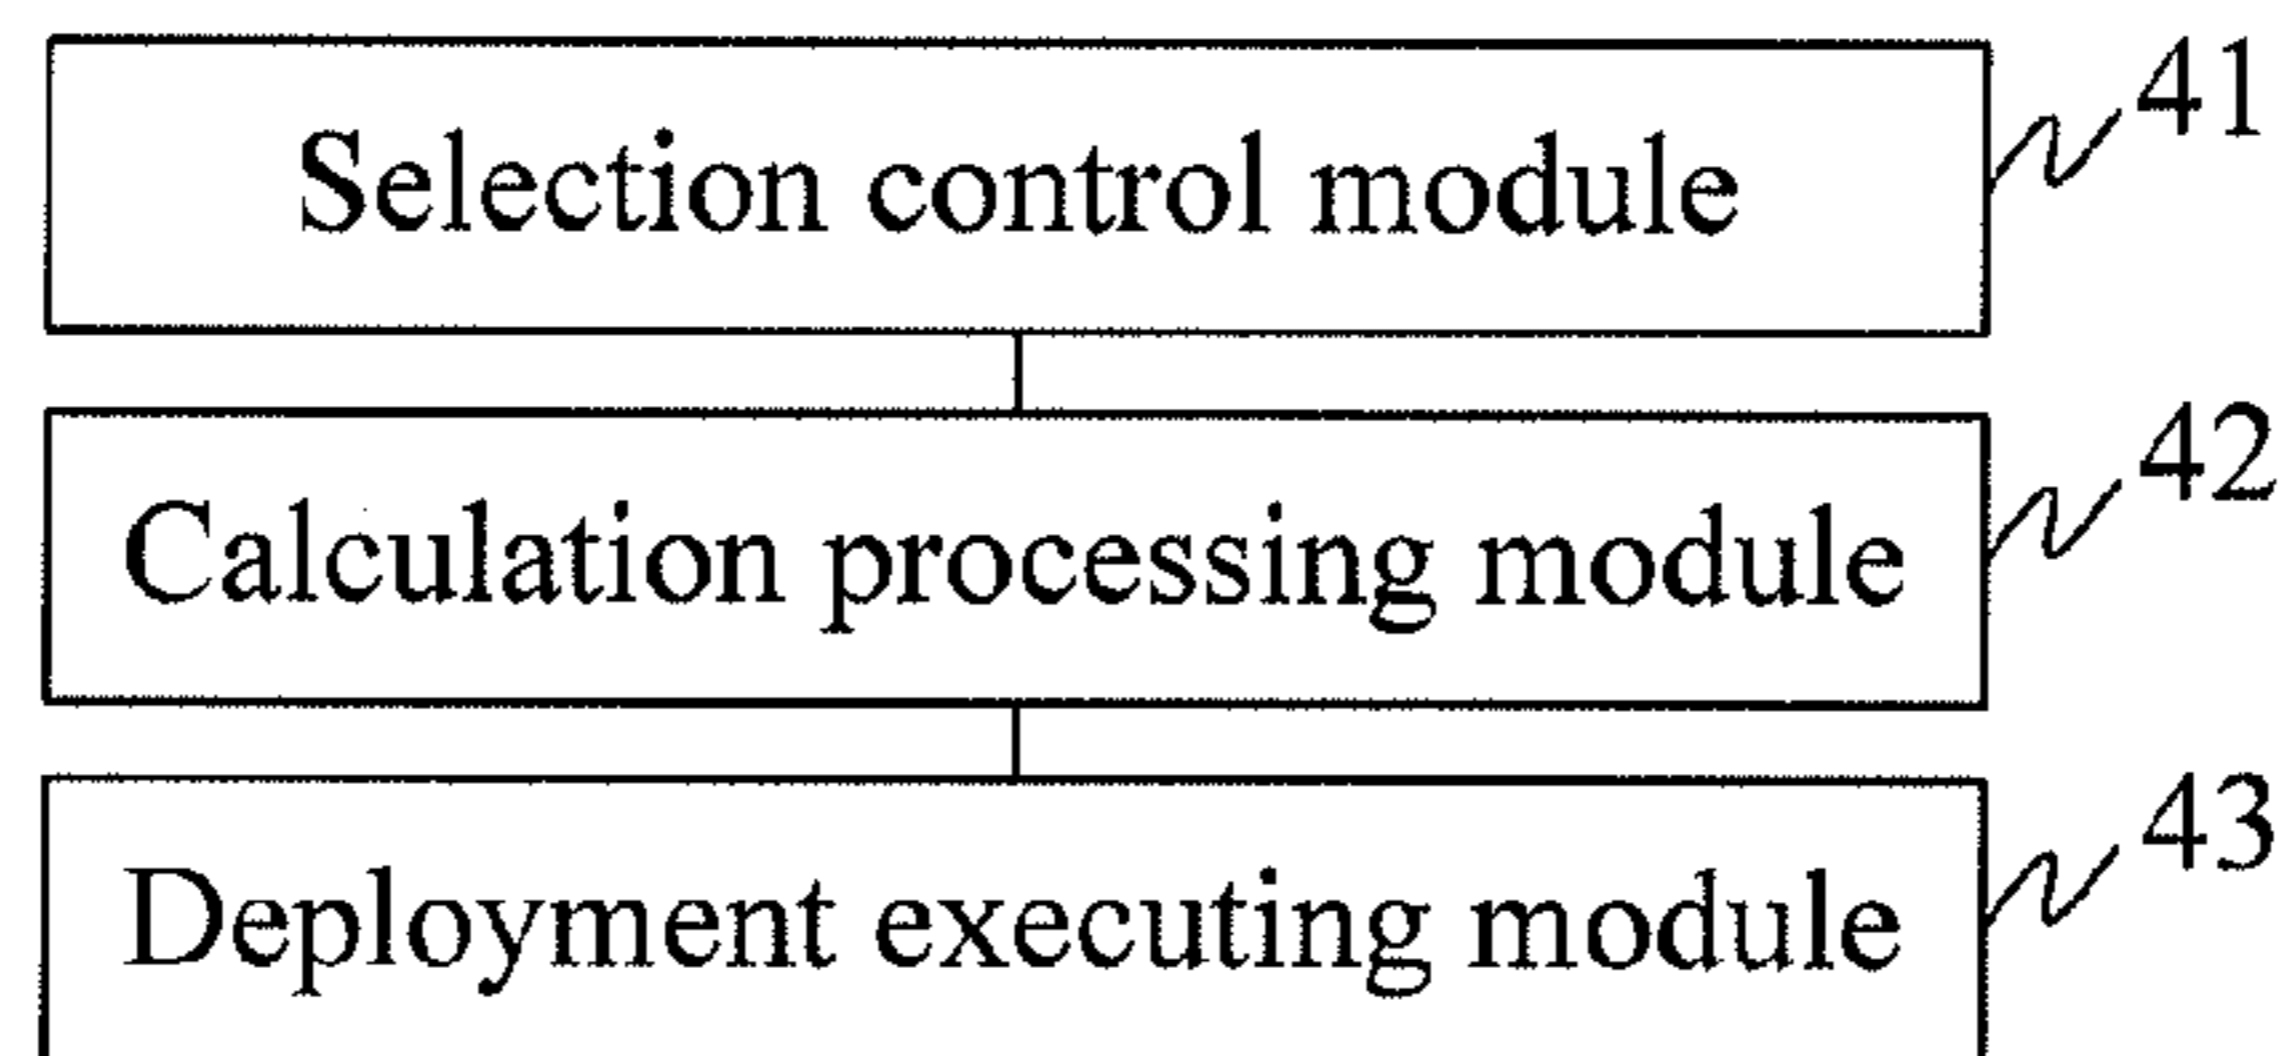 41
Selection control module
42
Calculation processing module
43
Deployment executing module